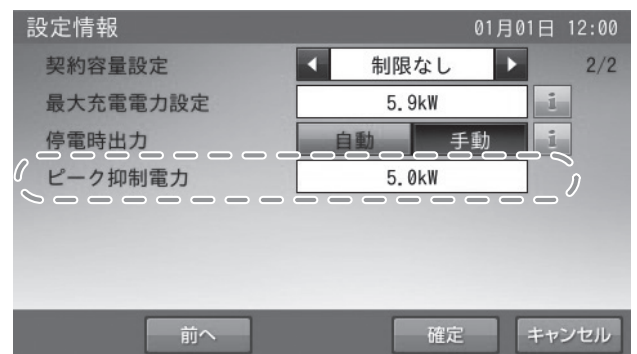 設定情報 01月01日 12:00
契約容量設定 制限なし 2/2
最大充電電力設定 5.9kW i
停電時出力 自動 手動 i
ピーク抑制電力 5.0kW
前へ 確定 キャンセル